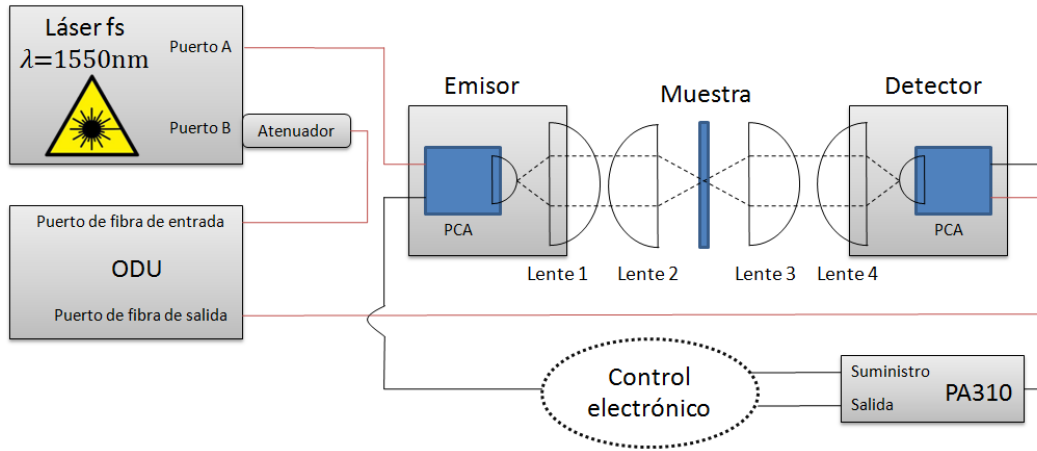 Láser fs
λ=1550nm
Puerto A
Puerto B
Atenuador
Emisor
Muestra
Detector
PCA
PCA
Lente 1
Lente 2
Lente 3
Lente 4
Puerto de fibra de entrada
ODU
Puerto de fibra de salida
Control
electrónico
Suministro
Salida
PA310